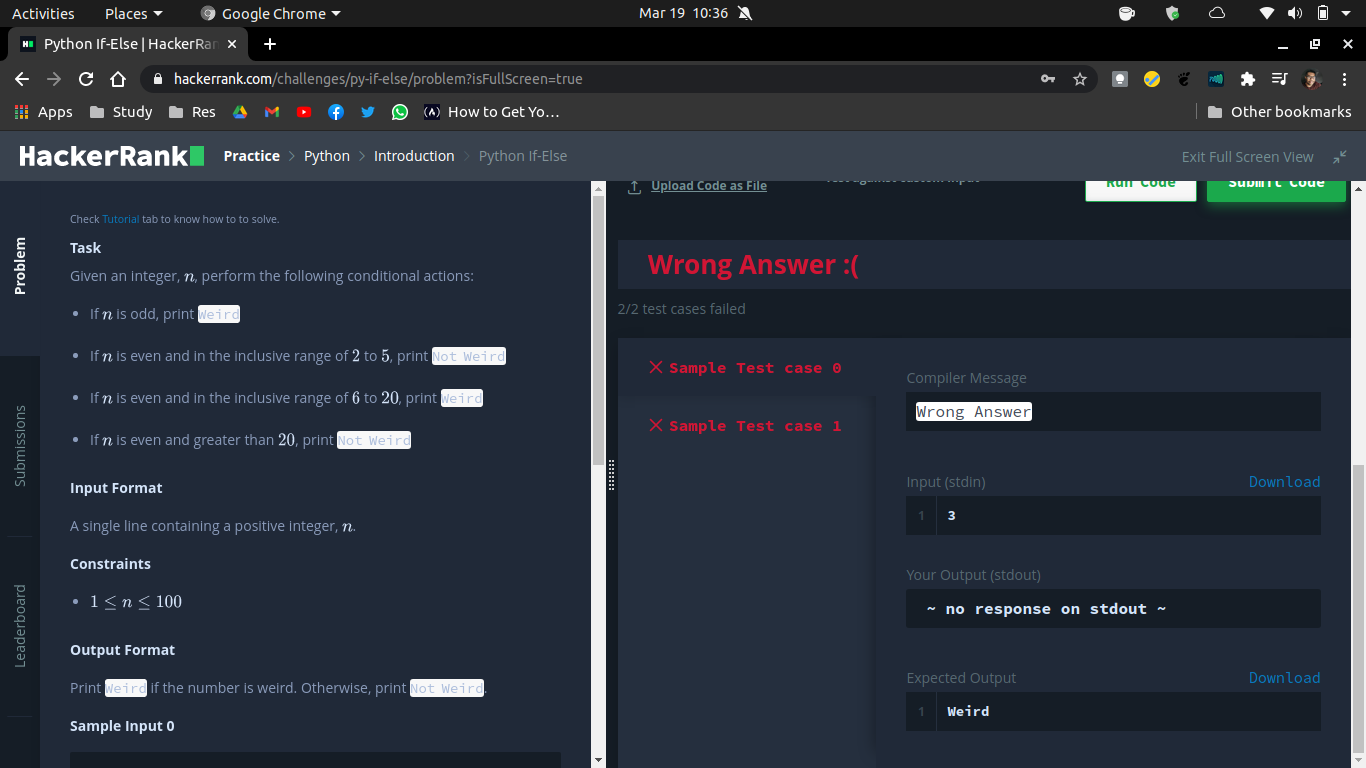 Activities Places Google Chrome Mar 19 10:36
Python If-Else | HackerRan
hackerrank.com/challenges/py-if-else/problem?isFullScreen=true
Apps Study Res How to Get Yo… Other bookmarks
HackerRank Practice Python Introduction Python If-Else Exit Full Screen View
Problem
Submissions
Leaderboard
Check Tutorial tab to know how to to solve.
Task
Given an integer, n, perform the following conditional actions:
• If n is odd, print Weird
• If n is even and in the inclusive range of 2 to 5, print Not Weird
• If n is even and in the inclusive range of 6 to 20, print Weird
• If n is even and greater than 20, print Not Weird
Input Format
A single line containing a positive integer, n.
Constraints
• 1 ≤ n ≤ 100
Output Format
Print Weird if the number is weird. Otherwise, print Not Weird.
Sample Input 0
Upload Code as File Test against custom input Run Code Submit Code
Wrong Answer :(
2/2 test cases failed
Sample Test case 0
Sample Test case 1
Compiler Message
Wrong Answer
Input (stdin) Download
1 3
Your Output (stdout)
~ no response on stdout ~
Expected Output Download
1 Weird